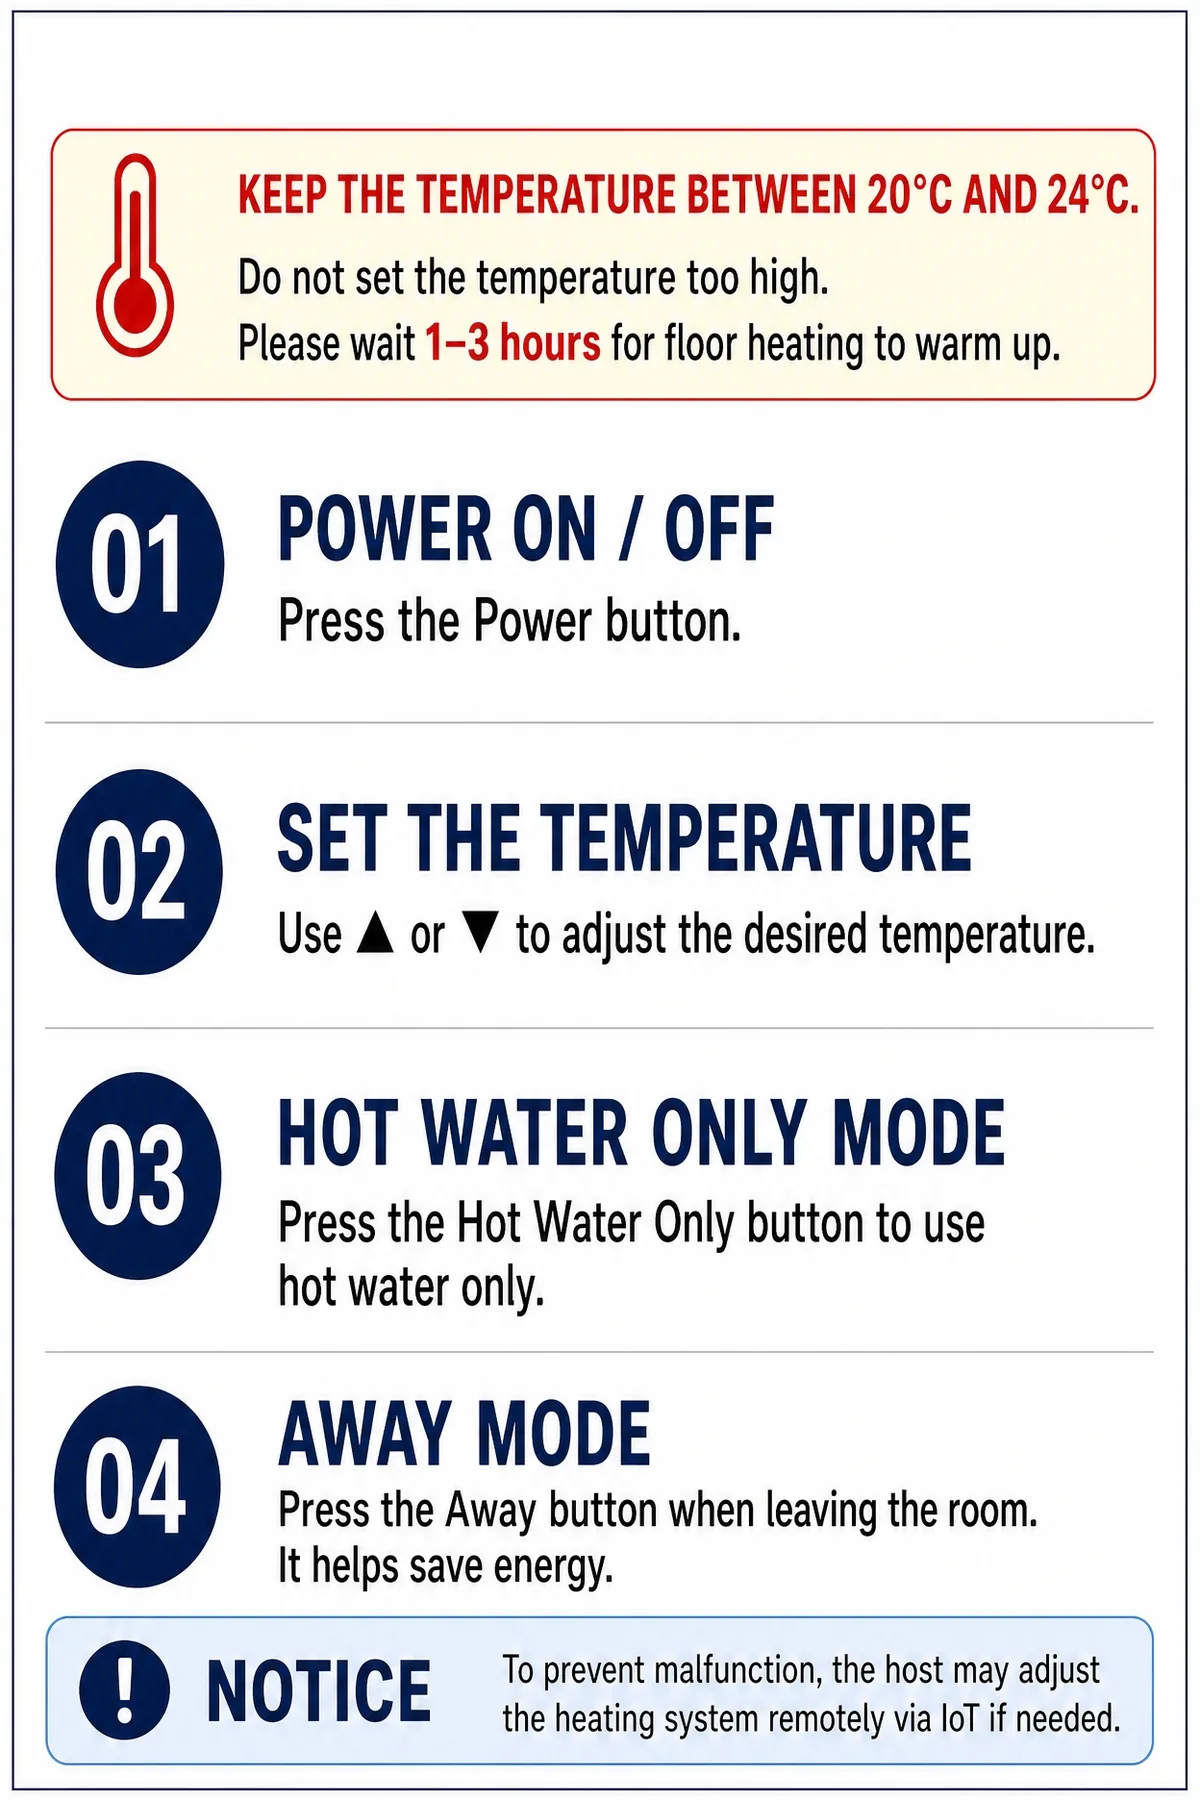 KEEP THE TEMPERATURE BETWEEN 20°C AND 24°C.
Do not set the temperature too high.
Please wait 1–3 hours for floor heating to warm up.
01
POWER ON / OFF
Press the Power button.
02
SET THE TEMPERATURE
Use ▲ or ▼ to adjust the desired temperature.
03
HOT WATER ONLY MODE
Press the Hot Water Only button to use
hot water only.
04
AWAY MODE
Press the Away button when leaving the room.
It helps save energy.
! NOTICE
To prevent malfunction, the host may adjust
the heating system remotely via IoT if needed.